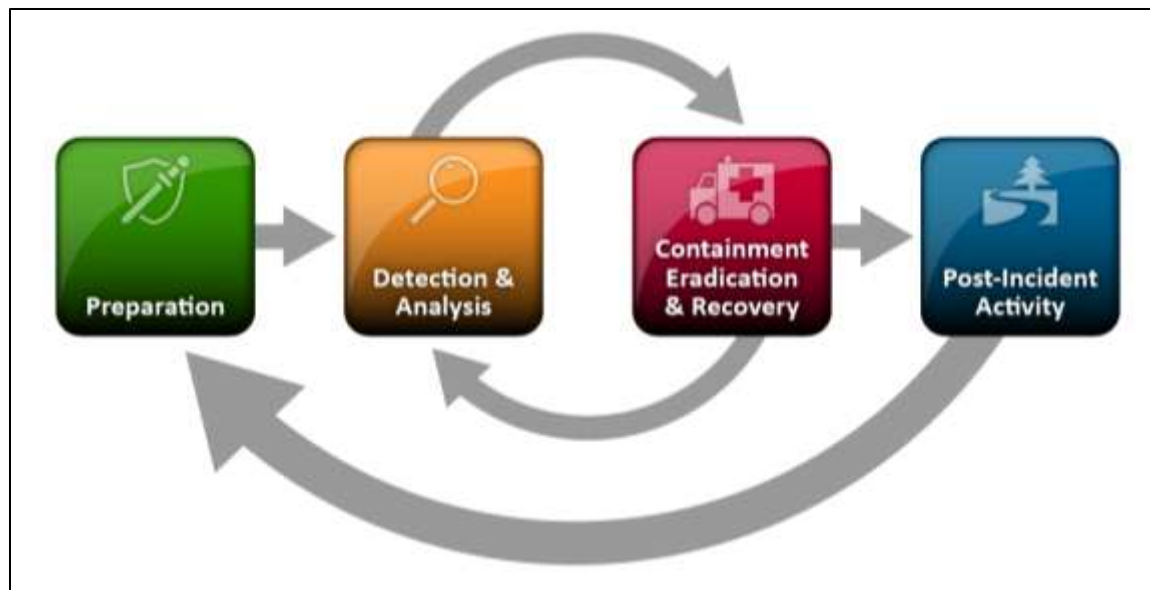 Preparation
Detection &
Analysis
Containment
Eradication
& Recovery
Post-Incident
Activity